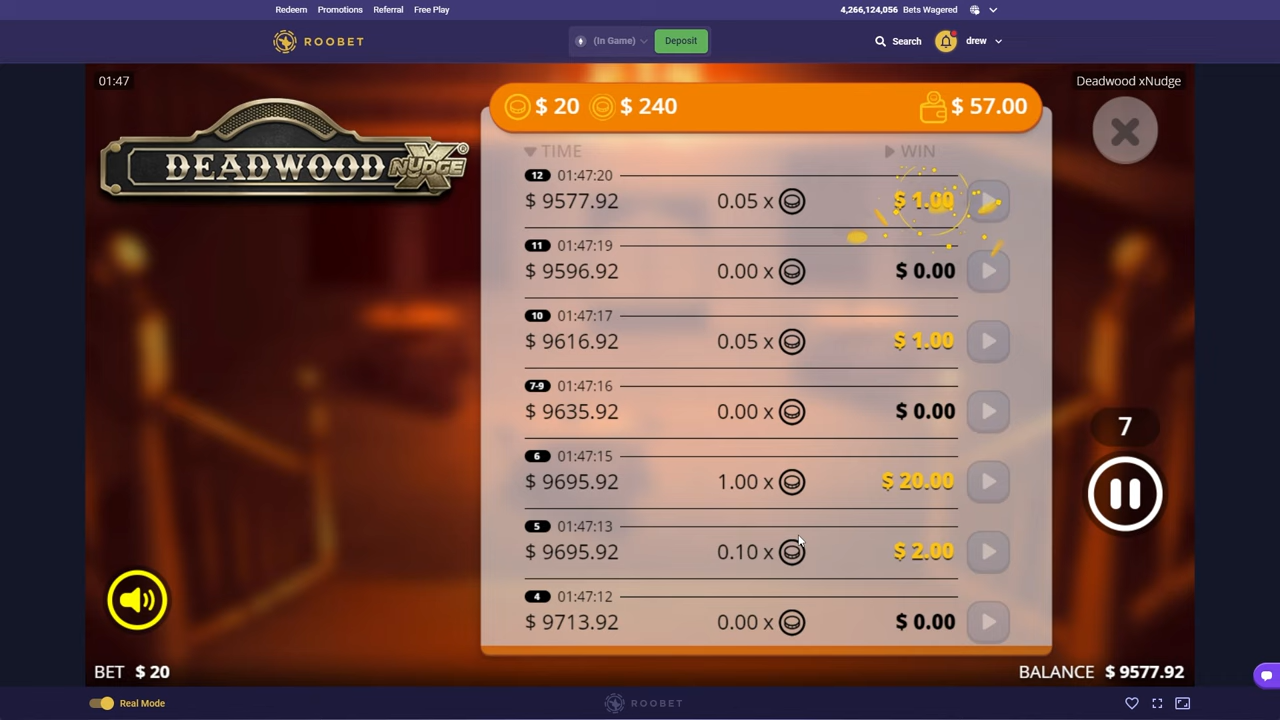 Redeem Promotions Referral Free Play
4,266,124,056 Bets Wagered
ROOBET
(In Game) Deposit
Search drew
01:47
Deadwood xNudge
DEADWOOD xNUDGE®
$ 20 $ 240 $ 57.00
TIME WIN
12 01:47:20
$ 9577.92 0.05 x $ 1.00
11 01:47:19
$ 9596.92 0.00 x $ 0.00
10 01:47:17
$ 9616.92 0.05 x $ 1.00
7-9 01:47:16
$ 9635.92 0.00 x $ 0.00
6 01:47:15
$ 9695.92 1.00 x $ 20.00
5 01:47:13
$ 9695.92 0.10 x $ 2.00
4 01:47:12
$ 9713.92 0.00 x $ 0.00
7
BET $ 20
BALANCE $ 9577.92
Real Mode
ROOBET